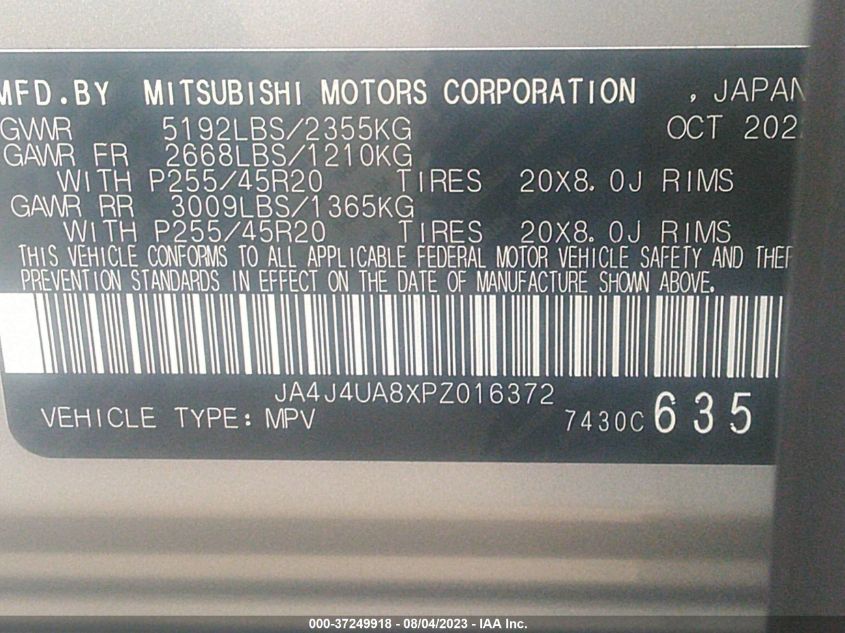 MFD.BY MITSUBISHI MOTORS CORPORATION , JAPAN
GVWR 5192LBS/2355KG OCT 202
GAWR FR 2668LBS/1210KG
WITH P255/45R20 TIRES 20X8.0J RIMS
GAWR RR 3009LBS/1365KG
WITH P255/45R20 TIRES 20X8.0J RIMS
THIS VEHICLE CONFORMS TO ALL APPLICABLE FEDERAL MOTOR VEHICLE SAFETY AND THEF
PREVENTION STANDARDS IN EFFECT ON THE DATE OF MANUFACTURE SHOWN ABOVE.
JA4J4UA8XPZ016372
VEHICLE TYPE: MPV 7430C 635
000-37249918 - 08/04/2023 - IAA Inc.